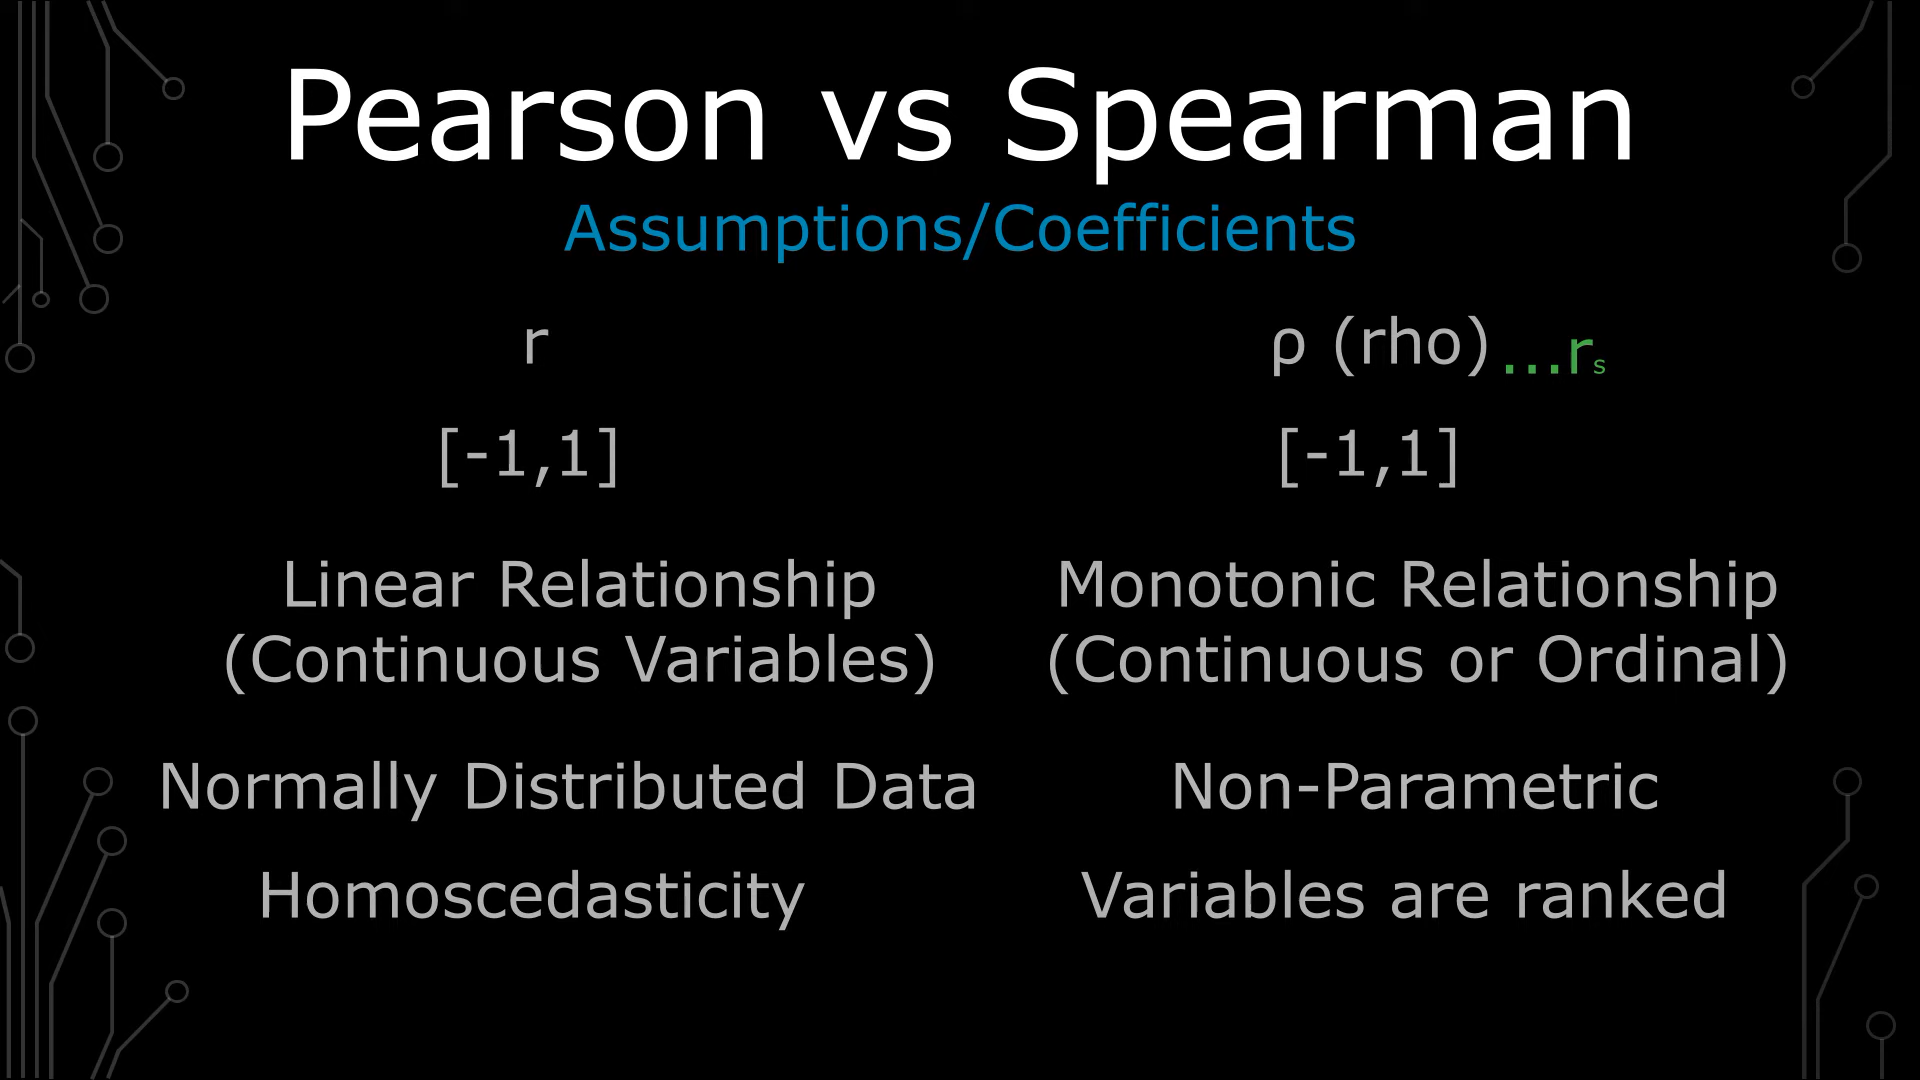 Pearson vs Spearman
Assumptions/Coefficients
r
ρ (rho) ...rₛ
[-1,1]
[-1,1]
Linear Relationship
(Continuous Variables)
Monotonic Relationship
(Continuous or Ordinal)
Normally Distributed Data
Non-Parametric
Homoscedasticity
Variables are ranked